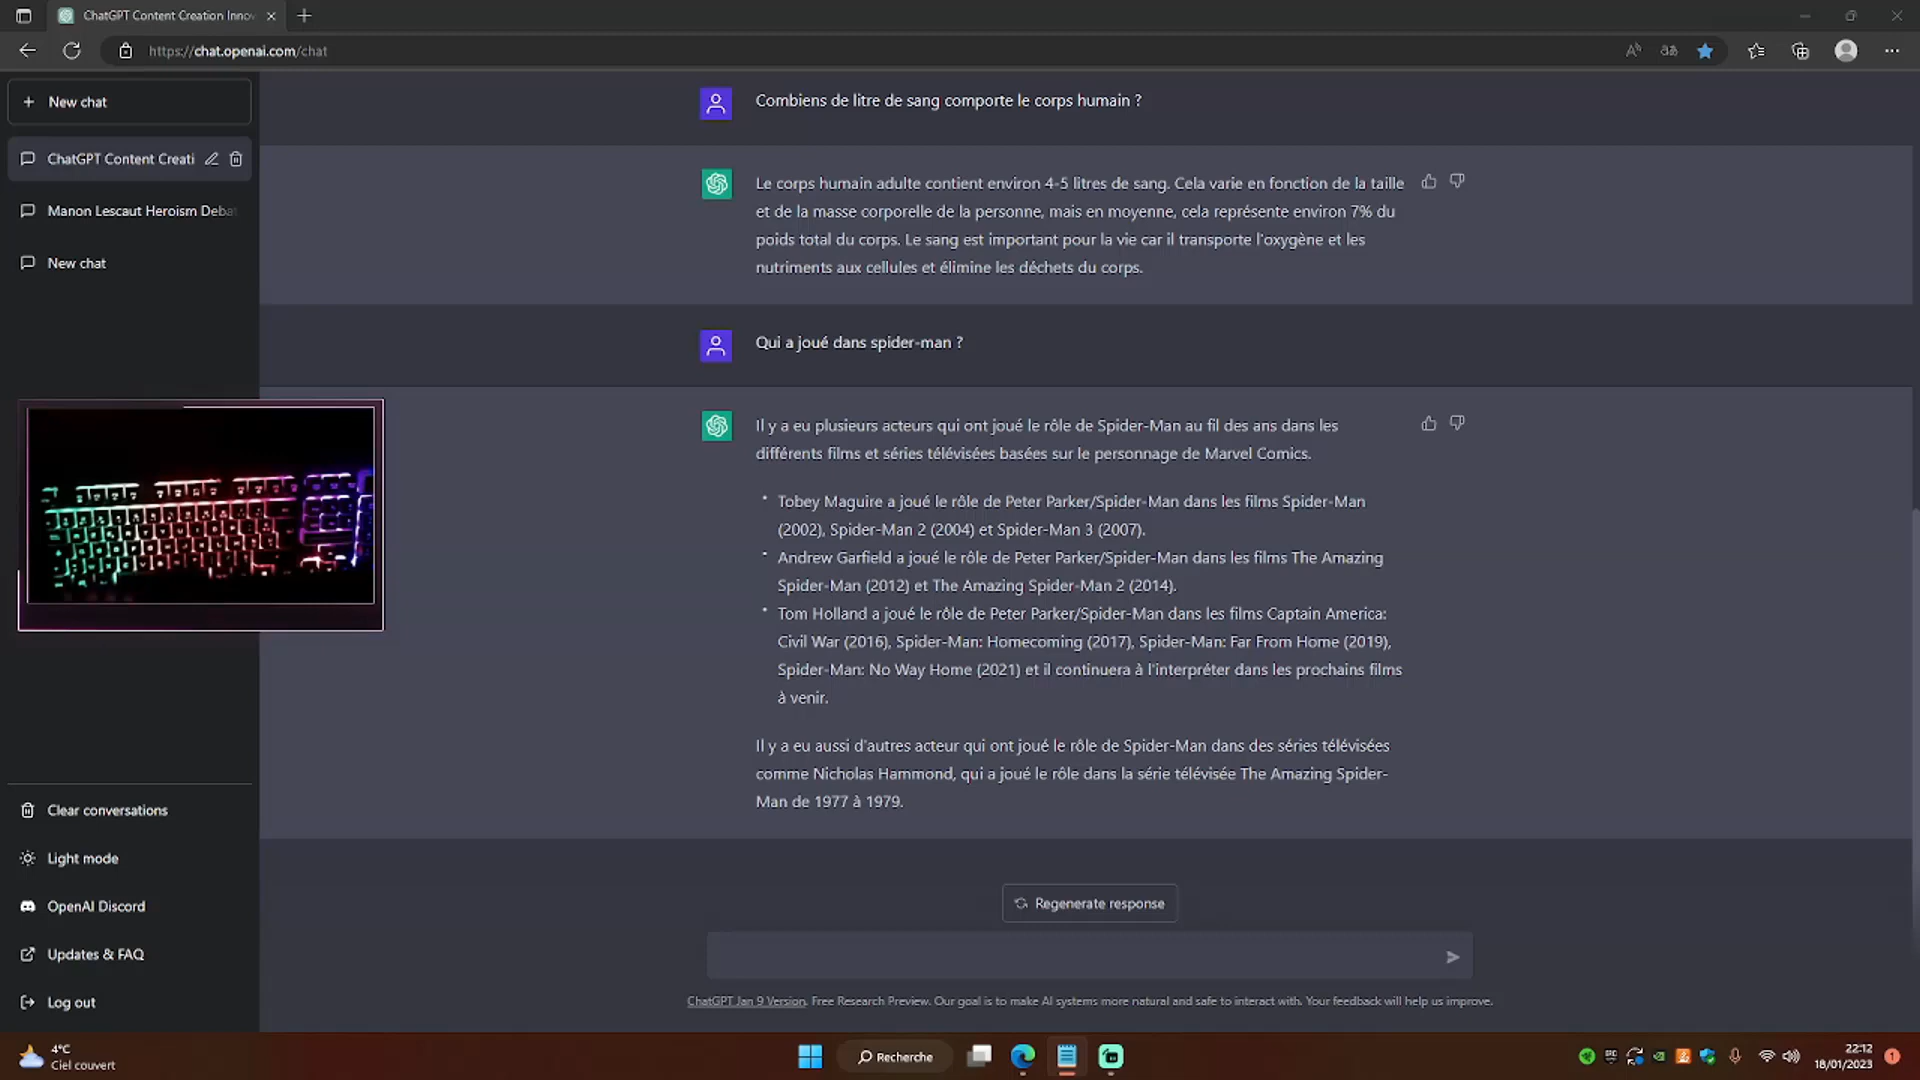 ChatGPT Content Creation Innov
https://chat.openai.com/chat
New chat
ChatGPT Content Creati
Manon Lescaut Heroism Deba
New chat
Combiens de litre de sang comporte le corps humain ?
Le corps humain adulte contient environ 4-5 litres de sang. Cela varie en fonction de la taille
et de la masse corporelle de la personne, mais en moyenne, cela représente environ 7% du
poids total du corps. Le sang est important pour la vie car il transporte l'oxygène et les
nutriments aux cellules et élimine les déchets du corps.
Qui a joué dans spider-man ?
Il y a eu plusieurs acteurs qui ont joué le rôle de Spider-Man au fil des ans dans les
différents films et séries télévisées basées sur le personnage de Marvel Comics.
• Tobey Maguire a joué le rôle de Peter Parker/Spider-Man dans les films Spider-Man
(2002), Spider-Man 2 (2004) et Spider-Man 3 (2007).
• Andrew Garfield a joué le rôle de Peter Parker/Spider-Man dans les films The Amazing
Spider-Man (2012) et The Amazing Spider-Man 2 (2014).
• Tom Holland a joué le rôle de Peter Parker/Spider-Man dans les films Captain America:
Civil War (2016), Spider-Man: Homecoming (2017), Spider-Man: Far From Home (2019),
Spider-Man: No Way Home (2021) et il continuera à l'interpréter dans les prochains films
à venir.
Il y a eu aussi d'autres acteur qui ont joué le rôle de Spider-Man dans des séries télévisées
comme Nicholas Hammond, qui a joué le rôle dans la série télévisée The Amazing Spider-
Man de 1977 à 1979.
Clear conversations
Light mode
OpenAI Discord
Updates & FAQ
Log out
Regenerate response
ChatGPT Jan 9 Version. Free Research Preview. Our goal is to make AI systems more natural and safe to interact with. Your feedback will help us improve.
4°C
Ciel couvert
Recherche
22:12
18/01/2023
1